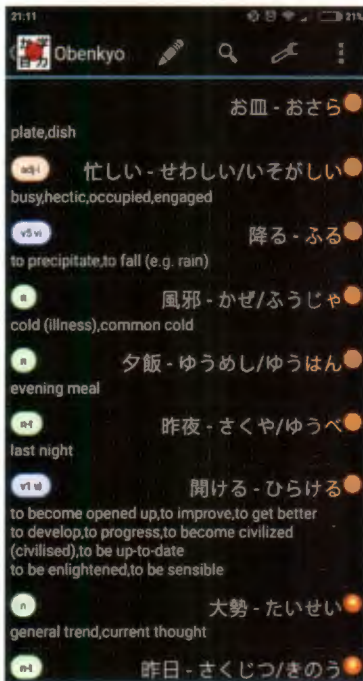 21:11
21%
Obenkyo
お皿 - おさら
plate,dish
adj-i
忙しい - せわしい/いそがしい
busy,hectic,occupied,engaged
v5 vi
降る - ふる
to precipitate,to fall (e.g. rain)
n
風邪 - かぜ/ふうじゃ
cold (illness),common cold
n
夕飯 - ゆうめし/ゆうはん
evening meal
n-t
昨夜 - さくや/ゆうべ
last night
v1 vi
開ける - ひらける
to become opened up,to improve,to get better
to develop,to progress,to become civilized
(civilised),to be up-to-date
to be enlightened,to be sensible
n
大勢 - たいせい
general trend,current thought
n-t
昨日 - さくじつ/きのう